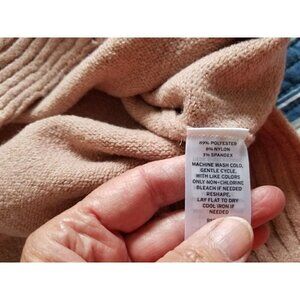 89% POLYESTER
8% NYLON
3% SPANDEX
MACHINE WASH COLD,
GENTLE CYCLE,
WITH LIKE COLORS
ONLY NON-CHLORINE
BLEACH IF NEEDED
RESHAPE,
LAY FLAT TO DRY
COOL IRON IF
NEEDED